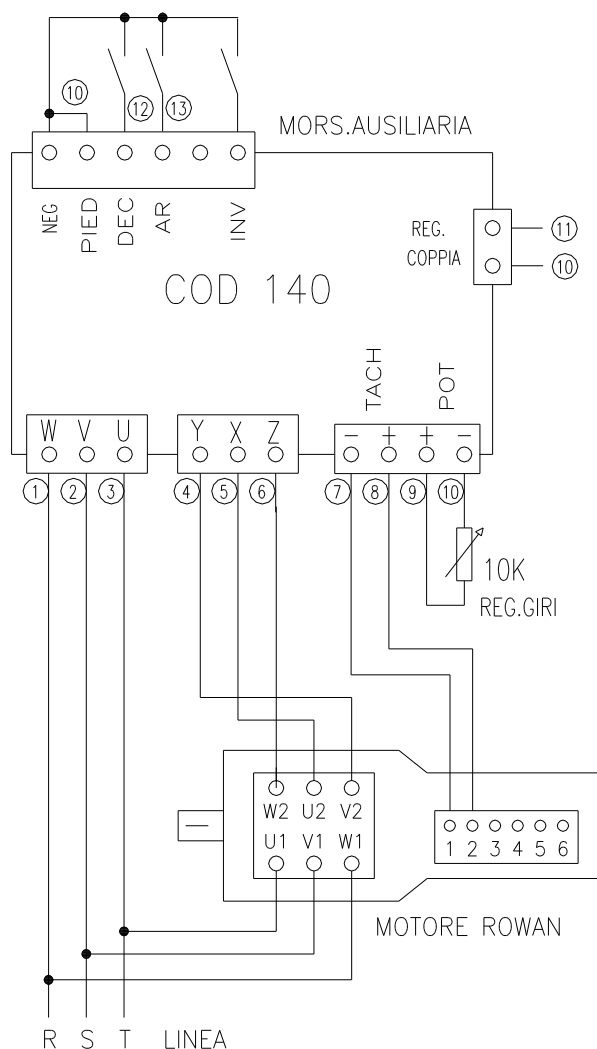 10
12
13
MORS.AUSILIARIA
NEG PIED DEC AR INV
REG.
COPPIA
11
10
COD 140
TACH POT
W V U Y X Z − + + −
1 2 3 4 5 6 7 8 9 10
10K
REG.GIRI
W2 U2 V2
U1 V1 W1
1 2 3 4 5 6
MOTORE ROWAN
R S T LINEA